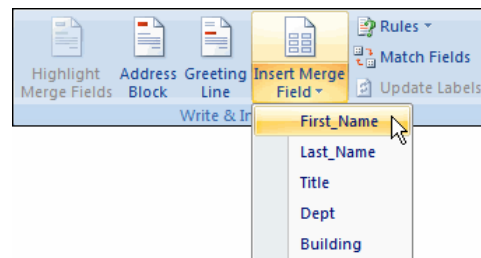 Highlight Merge Fields
Address Block
Greeting Line
Insert Merge Field
Rules
Match Fields
Update Labels
Write & In
First_Name
Last_Name
Title
Dept
Building